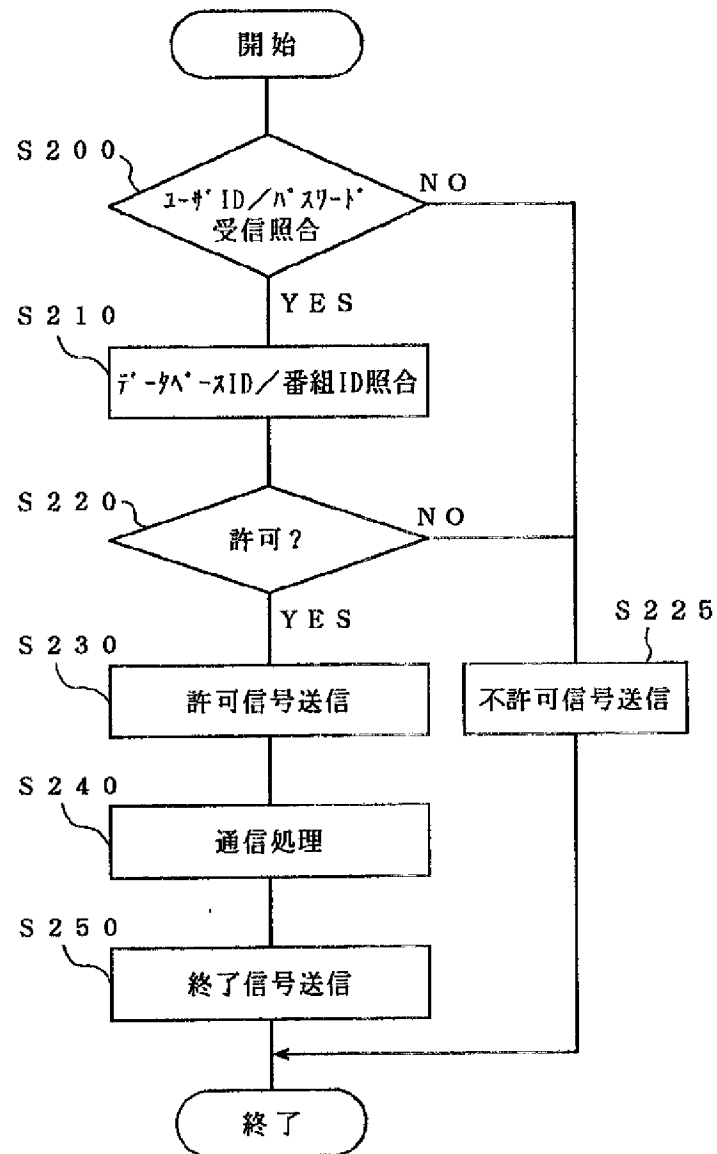 開始
S200
ﾕｰｻﾞID／ﾊﾟｽﾜｰﾄﾞ
受信照合
NO
YES
S210
ﾃﾞｰﾀﾍﾞｰｽID／番組ID照合
S220
許可？
NO
YES
S225
S230
許可信号送信
不許可信号送信
S240
通信処理
S250
終了信号送信
終了